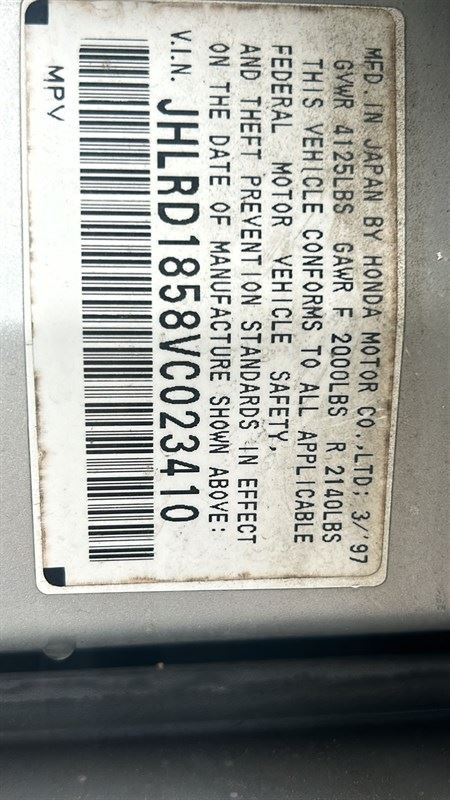 MFD. IN JAPAN BY HONDA MOTOR CO.,LTD; 3/'97
GVWR 4125LBS GAWR F 2000LBS R 2140LBS
THIS VEHICLE CONFORMS TO ALL APPLICABLE
FEDERAL MOTOR VEHICLE SAFETY,
AND THEFT PREVENTION STANDARDS IN EFFECT
ON THE DATE OF MANUFACTURE SHOWN ABOVE:
V.I.N. JHLRD1858VC023410
MPV